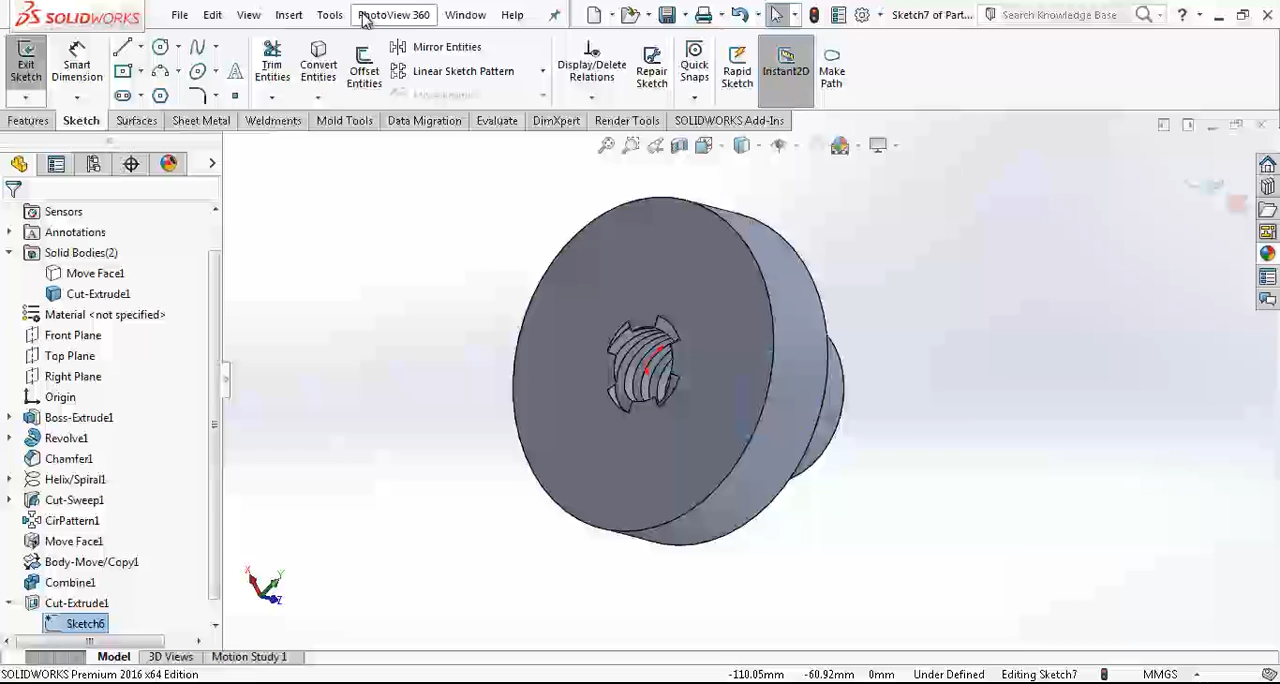 SOLIDWORKS File Edit View Insert Tools PhotoView 360 Window Help Sketch7 of Part... Search Knowledge Base ?
Exit Sketch
Smart Dimension
Trim Entities
Convert Entities
Offset Entities
Mirror Entities
Linear Sketch Pattern
Display/Delete Relations
Repair Sketch
Quick Snaps
Rapid Sketch
Instant2D
Make Path
Features Sketch Surfaces Sheet Metal Weldments Mold Tools Data Migration Evaluate DimXpert Render Tools SOLIDWORKS Add-Ins
Sensors
Annotations
Solid Bodies(2)
Move Face1
Cut-Extrude1
Material <not specified>
Front Plane
Top Plane
Right Plane
Origin
Boss-Extrude1
Revolve1
Chamfer1
Helix/Spiral1
Cut-Sweep1
CirPattern1
Move Face1
Body-Move/Copy1
Combine1
Cut-Extrude1
Sketch6
X Y Z
Model 3D Views Motion Study 1
SOLIDWORKS Premium 2016 x64 Edition -110.05mm -60.92mm 0mm Under Defined Editing Sketch7 MMGS